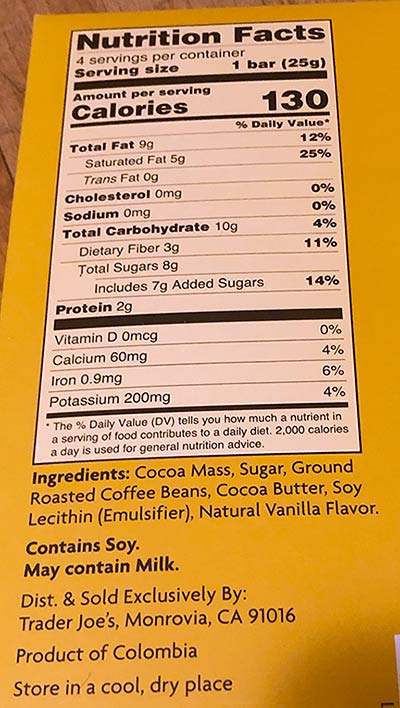 Nutrition Facts
4 servings per container
Serving size 1 bar (25g)
Amount per serving
Calories 130
% Daily Value*
Total Fat 9g 12%
Saturated Fat 5g 25%
Trans Fat 0g
Cholesterol 0mg 0%
Sodium 0mg 0%
Total Carbohydrate 10g 4%
Dietary Fiber 3g 11%
Total Sugars 8g
Includes 7g Added Sugars 14%
Protein 2g
Vitamin D 0mcg 0%
Calcium 60mg 4%
Iron 0.9mg 6%
Potassium 200mg 4%
* The % Daily Value (DV) tells you how much a nutrient in
a serving of food contributes to a daily diet. 2,000 calories
a day is used for general nutrition advice.
Ingredients: Cocoa Mass, Sugar, Ground
Roasted Coffee Beans, Cocoa Butter, Soy
Lecithin (Emulsifier), Natural Vanilla Flavor.
Contains Soy.
May contain Milk.
Dist. & Sold Exclusively By:
Trader Joe's, Monrovia, CA 91016
Product of Colombia
Store in a cool, dry place